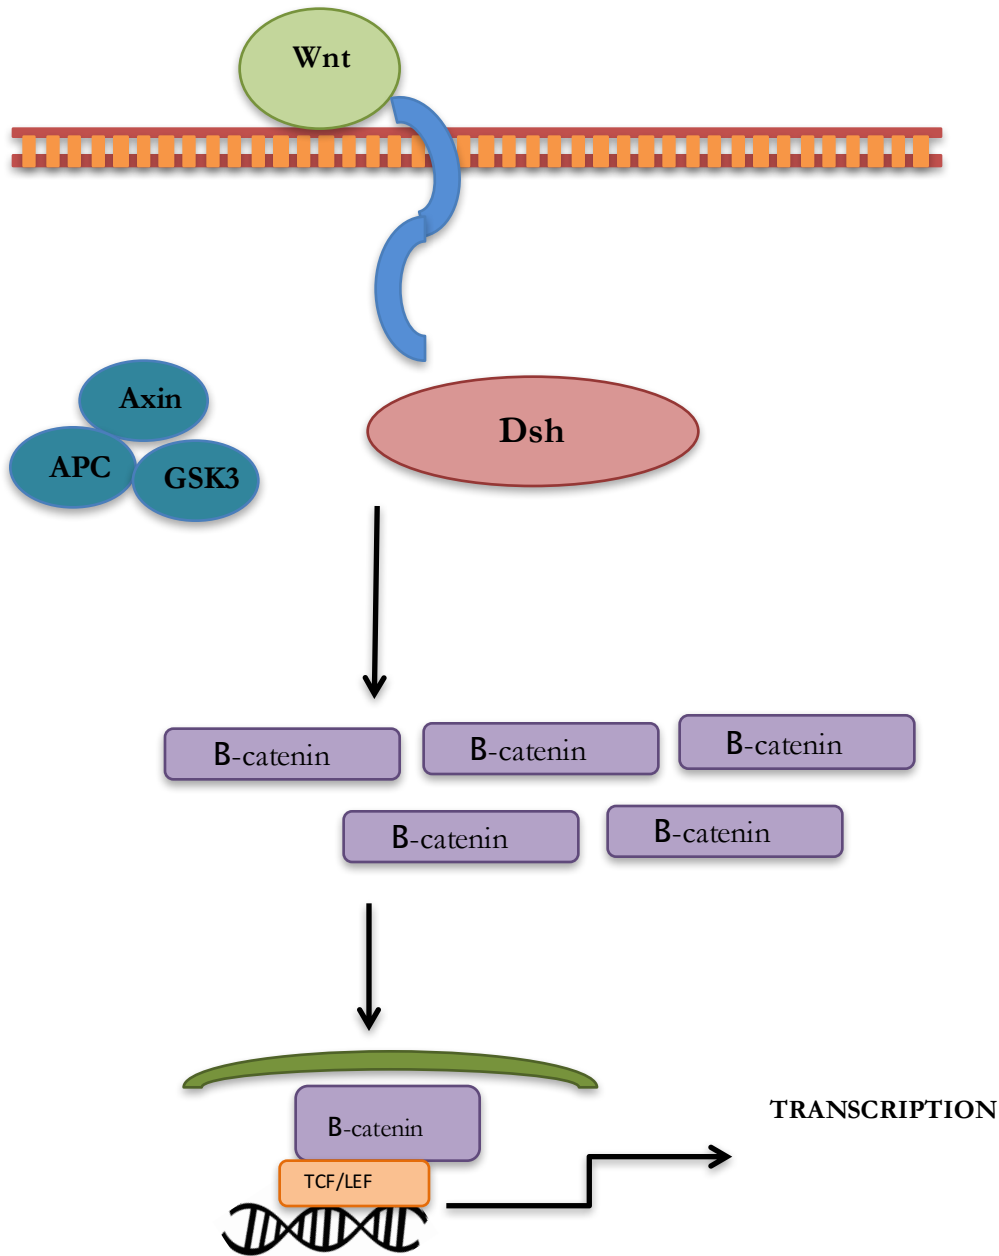 Wnt
Axin
APC
GSK3
Dsh
B-catenin
B-catenin
B-catenin
B-catenin
B-catenin
B-catenin
TCF/LEF
TRANSCRIPTION